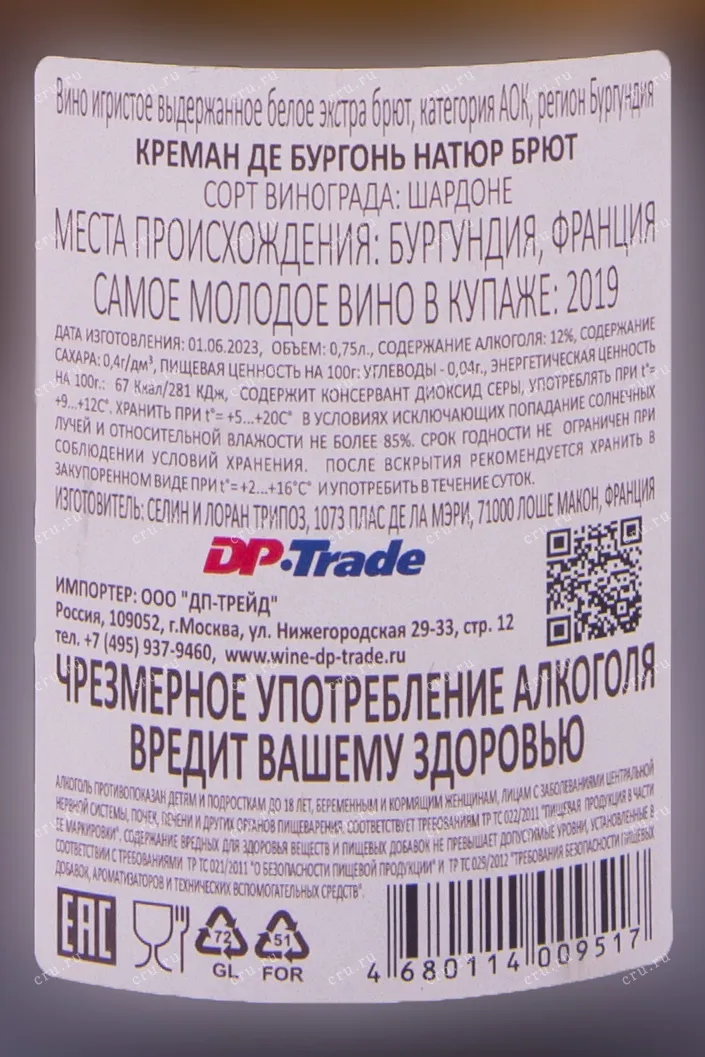 Вино игристое выдержанное белое экстра брют, категория АОК, регион Бургундия
КРЕМАН ДЕ БУРГОНЬ НАТЮР БРЮТ
СОРТ ВИНОГРАДА: ШАРДОНЕ
МЕСТА ПРОИСХОЖДЕНИЯ: БУРГУНДИЯ, ФРАНЦИЯ
САМОЕ МОЛОДОЕ ВИНО В КУПАЖЕ: 2019
ДАТА ИЗГОТОВЛЕНИЯ: 01.06.2023, ОБЪЕМ: 0,75л., СОДЕРЖАНИЕ АЛКОГОЛЯ: 12%, СОДЕРЖАНИЕ
САХАРА: 0,4г/дм³, ПИЩЕВАЯ ЦЕННОСТЬ НА 100г: УГЛЕВОДЫ - 0,04г., ЭНЕРГЕТИЧЕСКАЯ ЦЕННОСТЬ
НА 100г.: 67 Ккал/281 КДж, СОДЕРЖИТ КОНСЕРВАНТ ДИОКСИД СЕРЫ, УПОТРЕБЛЯТЬ ПРИ t°=
+9...+12С°. ХРАНИТЬ ПРИ t°= +5...+20С° В УСЛОВИЯХ ИСКЛЮЧАЮЩИХ ПОПАДАНИЕ СОЛНЕЧНЫХ
ЛУЧЕЙ И ОТНОСИТЕЛЬНОЙ ВЛАЖНОСТИ НЕ БОЛЕЕ 85%. СРОК ГОДНОСТИ НЕ ОГРАНИЧЕН ПРИ
СОБЛЮДЕНИИ УСЛОВИЙ ХРАНЕНИЯ. ПОСЛЕ ВСКРЫТИЯ РЕКОМЕНДУЕТСЯ ХРАНИТЬ В
ЗАКУПОРЕННОМ ВИДЕ ПРИ t°= +2...+16°С И УПОТРЕБИТЬ В ТЕЧЕНИЕ СУТОК.
ИЗГОТОВИТЕЛЬ: СЕЛИН И ЛОРАН ТРИПОЗ, 1073 ПЛАС ДЕ ЛА МЭРИ, 71000 ЛОШЕ МАКОН, ФРАНЦИЯ
DP.Trade
ИМПОРТЕР: ООО "ДП-ТРЕЙД"
Россия, 109052, г.Москва, ул. Нижегородская 29-33, стр. 12
тел. +7 (495) 937-9460, www.wine-dp-trade.ru
ЧРЕЗМЕРНОЕ УПОТРЕБЛЕНИЕ АЛКОГОЛЯ
ВРЕДИТ ВАШЕМУ ЗДОРОВЬЮ
АЛКОГОЛЬ ПРОТИВОПОКАЗАН ДЕТЯМ И ПОДРОСТКАМ ДО 18 ЛЕТ, БЕРЕМЕННЫМ И КОРМЯЩИМ ЖЕНЩИНАМ, ЛИЦАМ С ЗАБОЛЕВАНИЯМИ ЦЕНТРАЛЬНОЙ
НЕРВНОЙ СИСТЕМЫ, ПОЧЕК, ПЕЧЕНИ И ДРУГИХ ОРГАНОВ ПИЩЕВАРЕНИЯ. СООТВЕТСТВУЕТ ТРЕБОВАНИЯМ ТР ТС 022/2011 "ПИЩЕВАЯ ПРОДУКЦИЯ В ЧАСТИ
ЕЕ МАРКИРОВКИ". СОДЕРЖАНИЕ ВРЕДНЫХ ДЛЯ ЗДОРОВЬЯ ВЕЩЕСТВ И ПИЩЕВЫХ ДОБАВОК НЕ ПРЕВЫШАЕТ ДОПУСТИМЫЕ УРОВНИ, УСТАНОВЛЕННЫЕ В
СООТВЕТСТВИИ С ТРЕБОВАНИЯМИ ТР ТС 021/2011 "О БЕЗОПАСНОСТИ ПИЩЕВОЙ ПРОДУКЦИИ" И ТР ТС 029/2012 "ТРЕБОВАНИЯ БЕЗОПАСНОСТИ ПИЩЕВЫХ
ДОБАВОК, АРОМАТИЗАТОРОВ И ТЕХНИЧЕСКИХ ВСПОМОГАТЕЛЬНЫХ СРЕДСТВ".
EAC
72
GL.
51
FOR
4 680114 009517
cru.ru